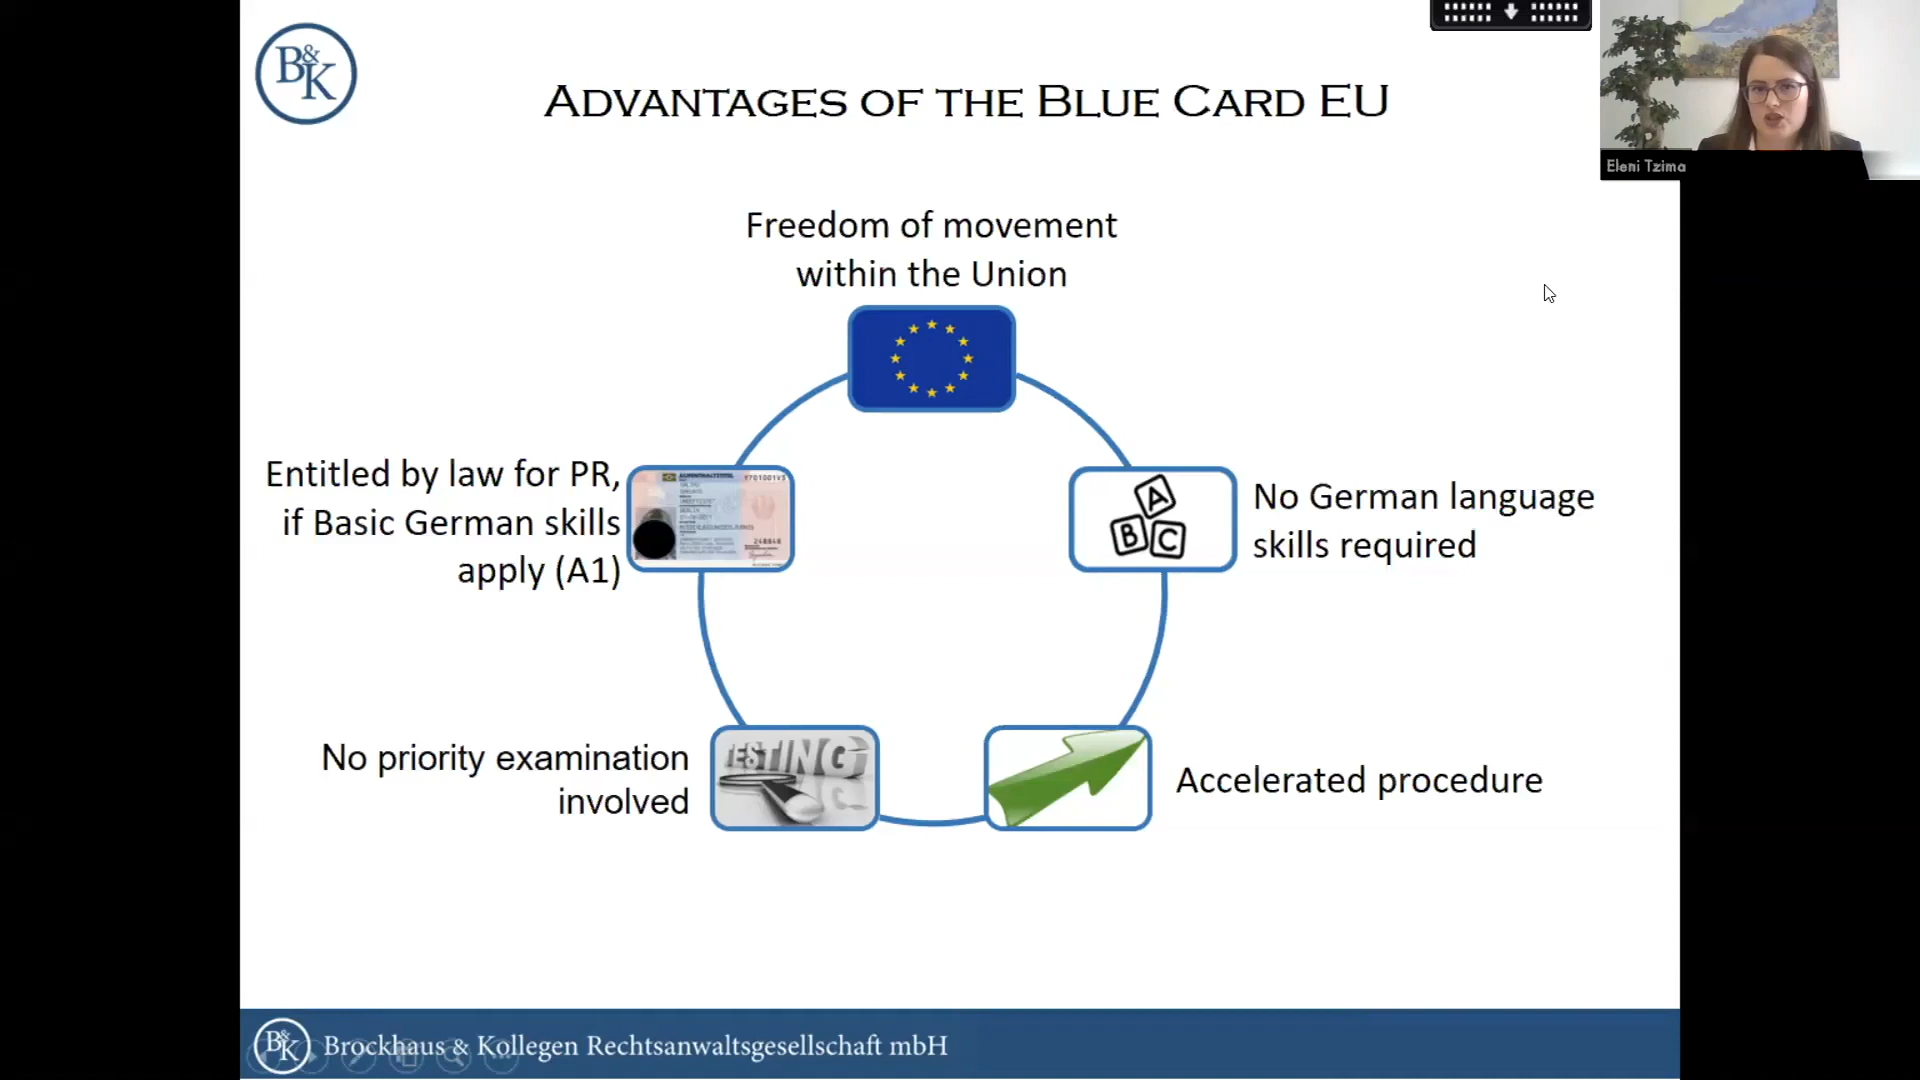 B&K
ADVANTAGES OF THE BLUE CARD EU
Eleni Tzima
Freedom of movement
within the Union
Entitled by law for PR,
if Basic German skills
apply (A1)
Y701001V5
248848
A
B C
No German language
skills required
No priority examination
involved
TESTING
Accelerated procedure
B&K
Brockhaus & Kollegen Rechtsanwaltsgesellschaft mbH